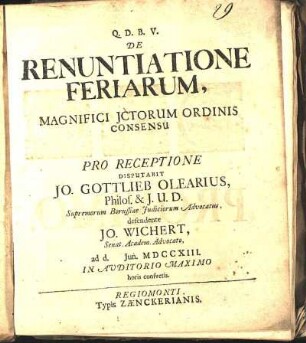 29
Q. D. B. V.
DE
RENUNTIATIONE
FERIARUM,
MAGNIFICI JCTORUM ORDINIS
CONSENSU
PRO RECEPTIONE
DISPUTABIT
JO. GOTTLIEB OLEARIUS,
Philos. & J. U. D.
Supremorum Borussiae Judiciorum Advocatus,
defendente
JO. WICHERT,
Senat. Academ. Advocato,
ad d. Jun. MDCCXIII.
IN AUDITORIO MAXIMO
horis consuetis.
REGIOMONTI,
Typis ZÆNCKERIANIS.